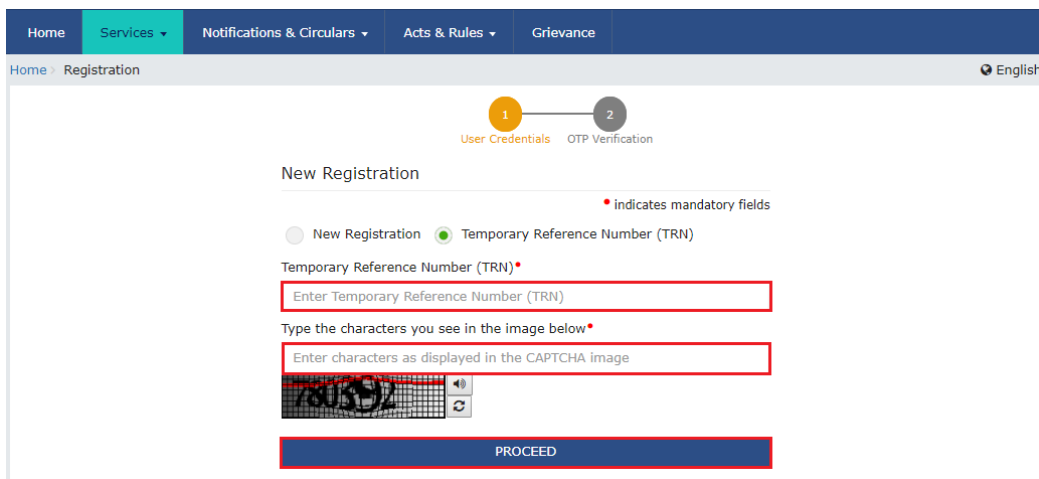 Home Services Notifications & Circulars Acts & Rules Grievance
Home › Registration English
1 2
User Credentials OTP Verification
New Registration
• indicates mandatory fields
New Registration Temporary Reference Number (TRN)
Temporary Reference Number (TRN)•
Enter Temporary Reference Number (TRN)
Type the characters you see in the image below•
Enter characters as displayed in the CAPTCHA image
PROCEED